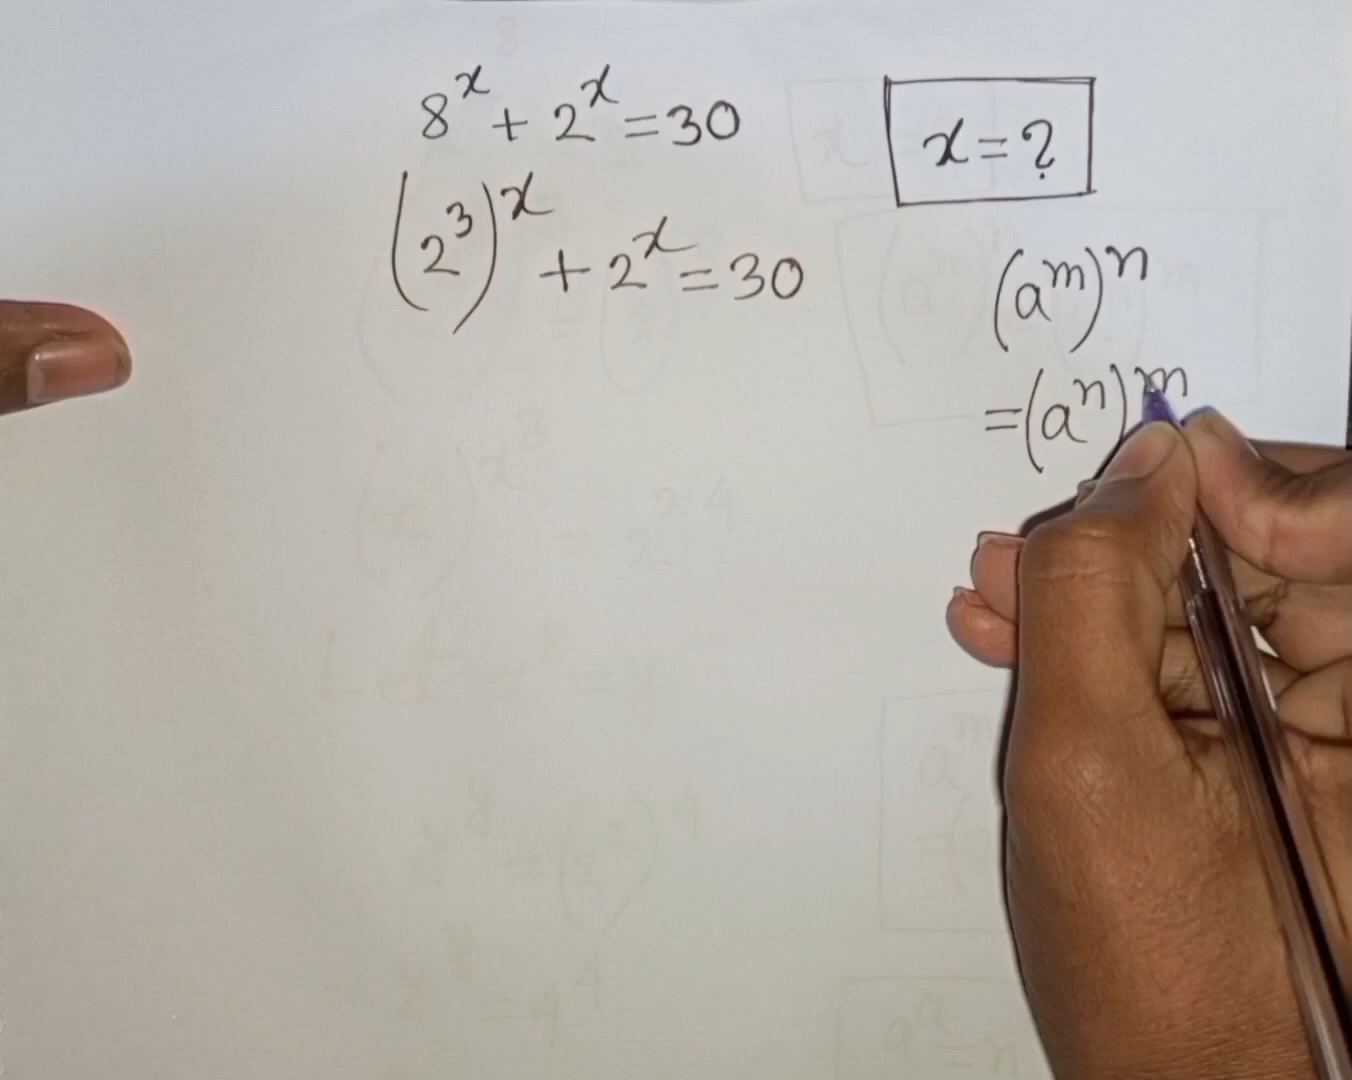 8^x + 2^x = 30
x = ?
(2^3)^x + 2^x = 30
(a^m)^n
= (a^n)^m